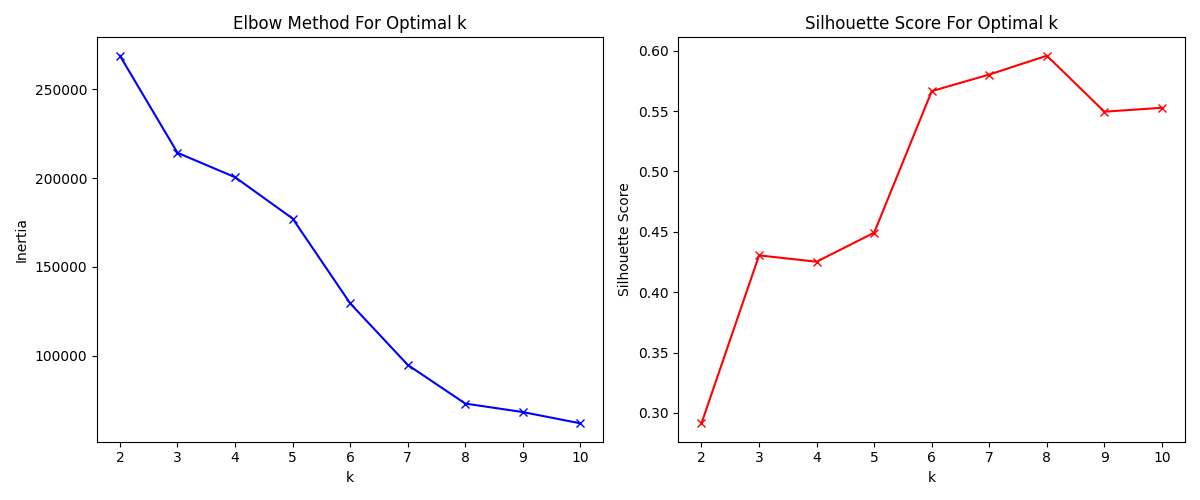 Elbow Method For Optimal k
Inertia
250000
200000
150000
100000
2 3 4 5 6 7 8 9 10
k
Silhouette Score For Optimal k
Silhouette Score
0.60
0.55
0.50
0.45
0.40
0.35
0.30
2 3 4 5 6 7 8 9 10
k